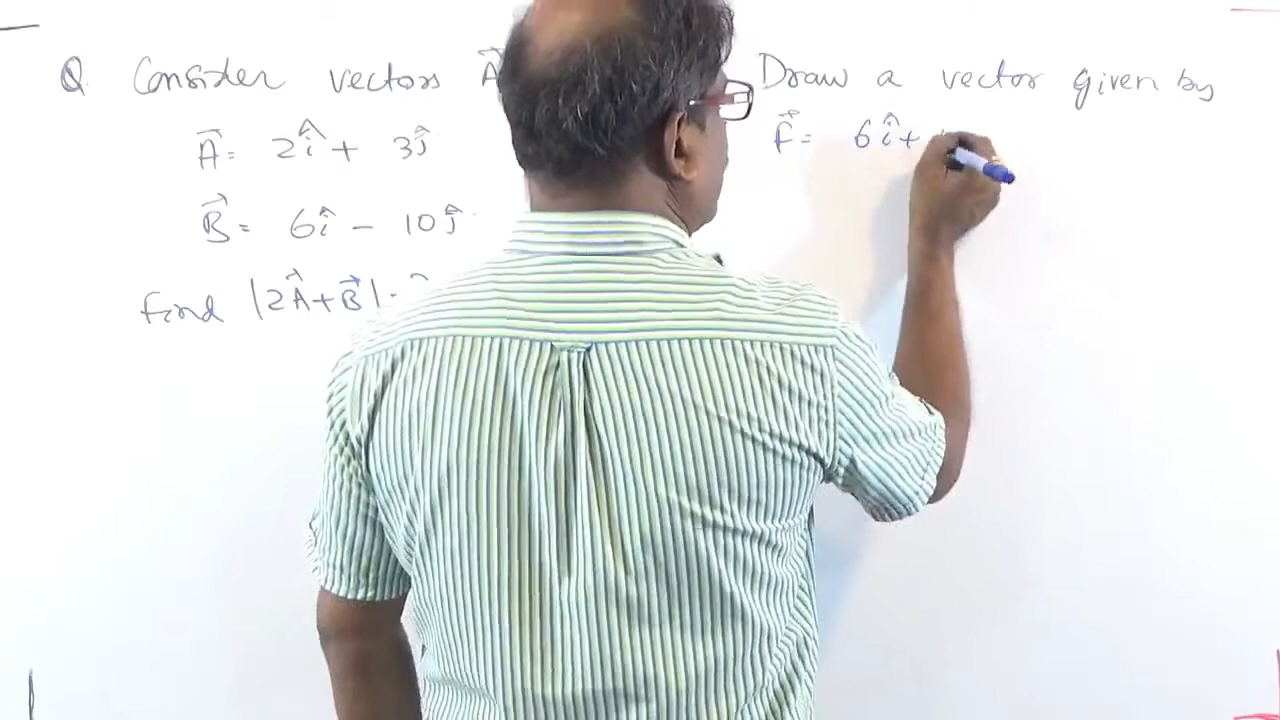 Q. Consider vectors A⃗
A⃗ = 2î + 3ĵ
B⃗ = 6î − 10ĵ
Find |2A⃗ + B⃗| =
Draw a vector given by
F⃗ = 6î +